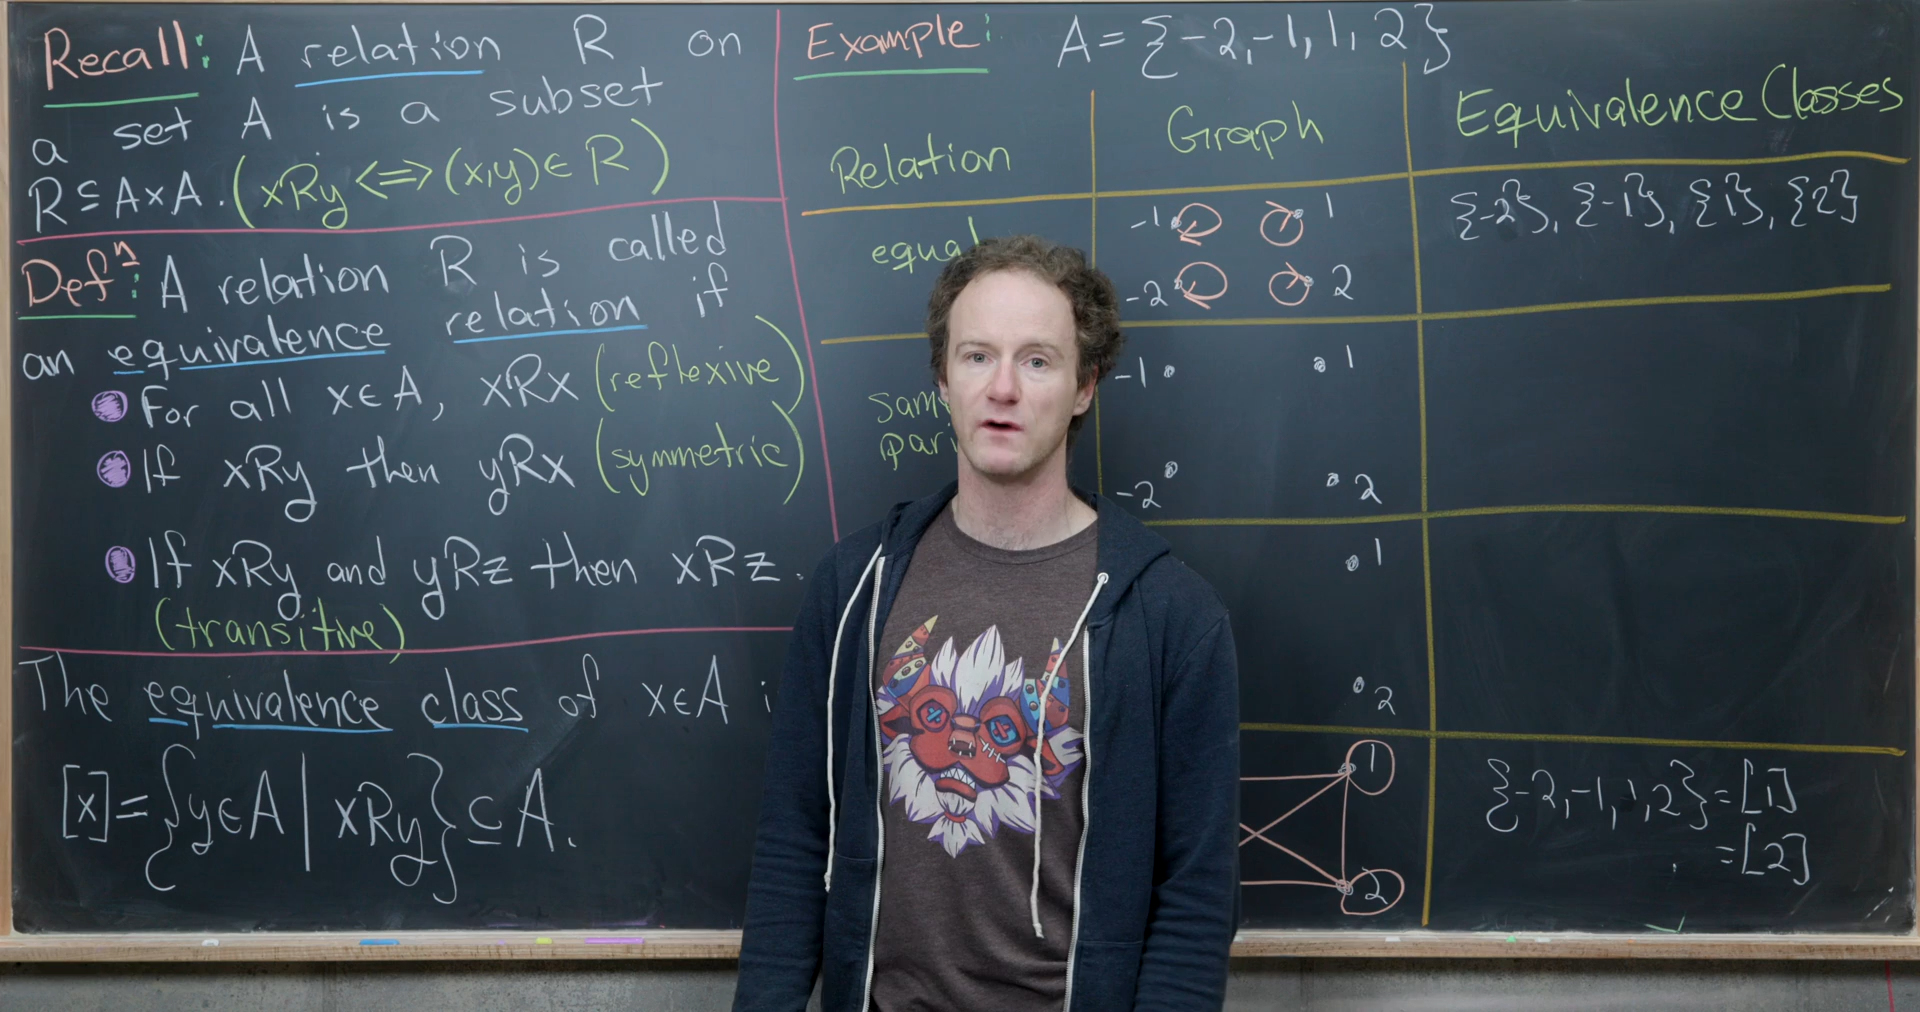 Recall: A relation R on
a set A is a subset
R ⊆ A×A. (xRy ⟺ (x,y) ∈ R)
Defⁿ: A relation R is called
an equivalence relation if
For all x∈A, xRx (reflexive)
If xRy then yRx (symmetric)
If xRy and yRz then xRz.
(transitive)
The equivalence class of x∈A
[x] = {y∈A | xRy} ⊆ A.
Example: A = {-2, -1, 1, 2}
Relation Graph Equivalence Classes
equal
-1 1
-2 2
{-2}, {-1}, {1}, {2}
-1 1
-2 2
1
2
1
2
{-2, -1, 1, 2} = [1]
= [2]